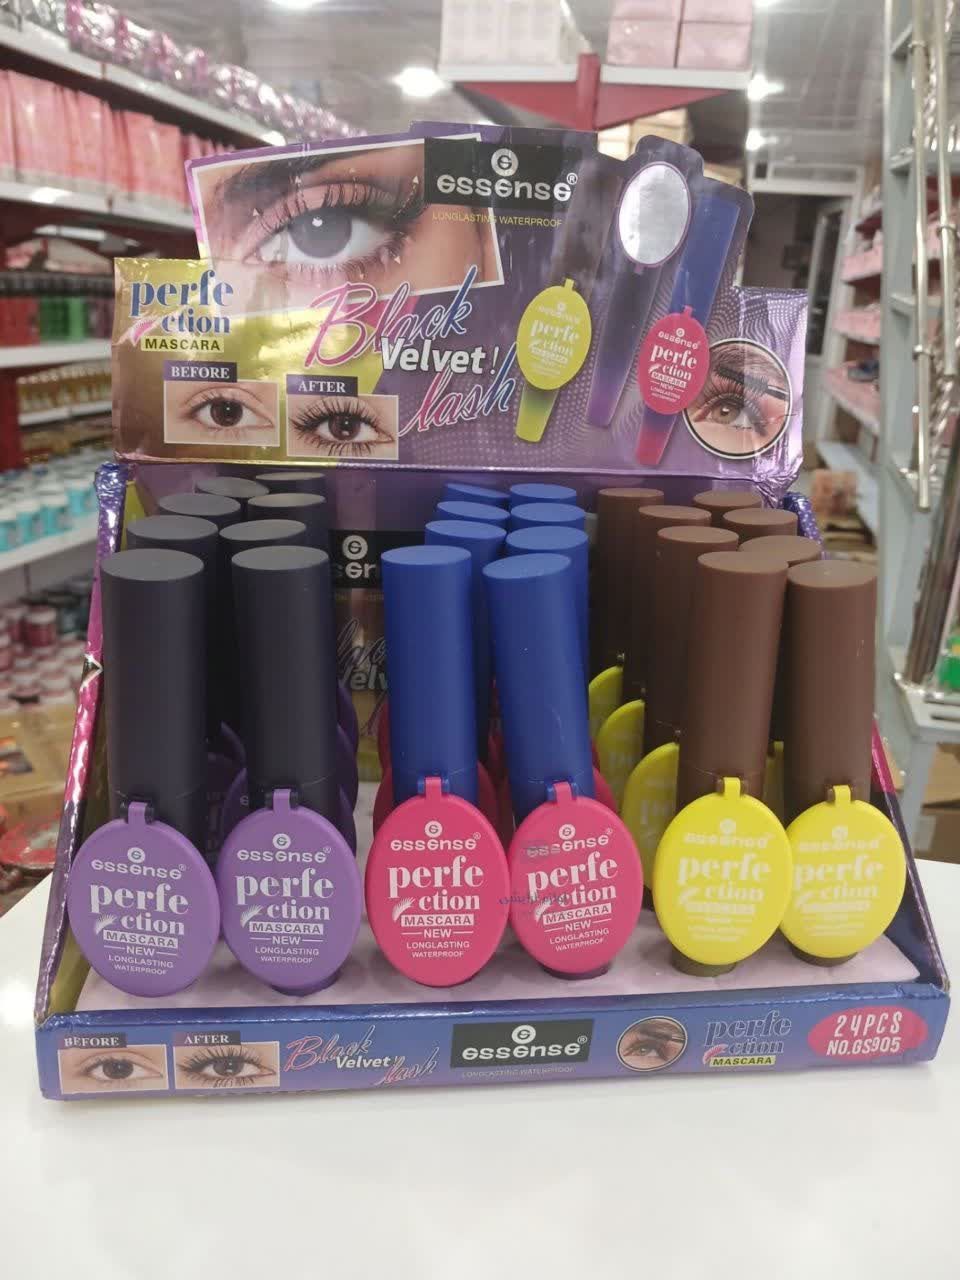 essense®
LONGLASTING WATERPROOF
perfe
ction
MASCARA
BEFORE
AFTER
Black
Velvet!
lash
perfe
ction
essense
perfe
ction
MASCARA
NEW
LONGLASTING
WATERPROOF
essense®
perfe
ction
MASCARA
NEW
LONGLASTING
WATERPROOF
essense®
perfe
ction
MASCARA
NEW
LONGLASTING
WATERPROOF
essense®
perfe
ction
MASCARA
NEW
LONGLASTING
WATERPROOF
essense®
perfe
ction
MASCARA
NEW
LONGLASTING
WATERPROOF
essense®
perfe
ction
essense
perfe
ction
BEFORE
AFTER
Black
Velvet!
lash
essense®
LONGLASTING WATERPROOF
perfe
ction
MASCARA
24PCS
NO.GS905